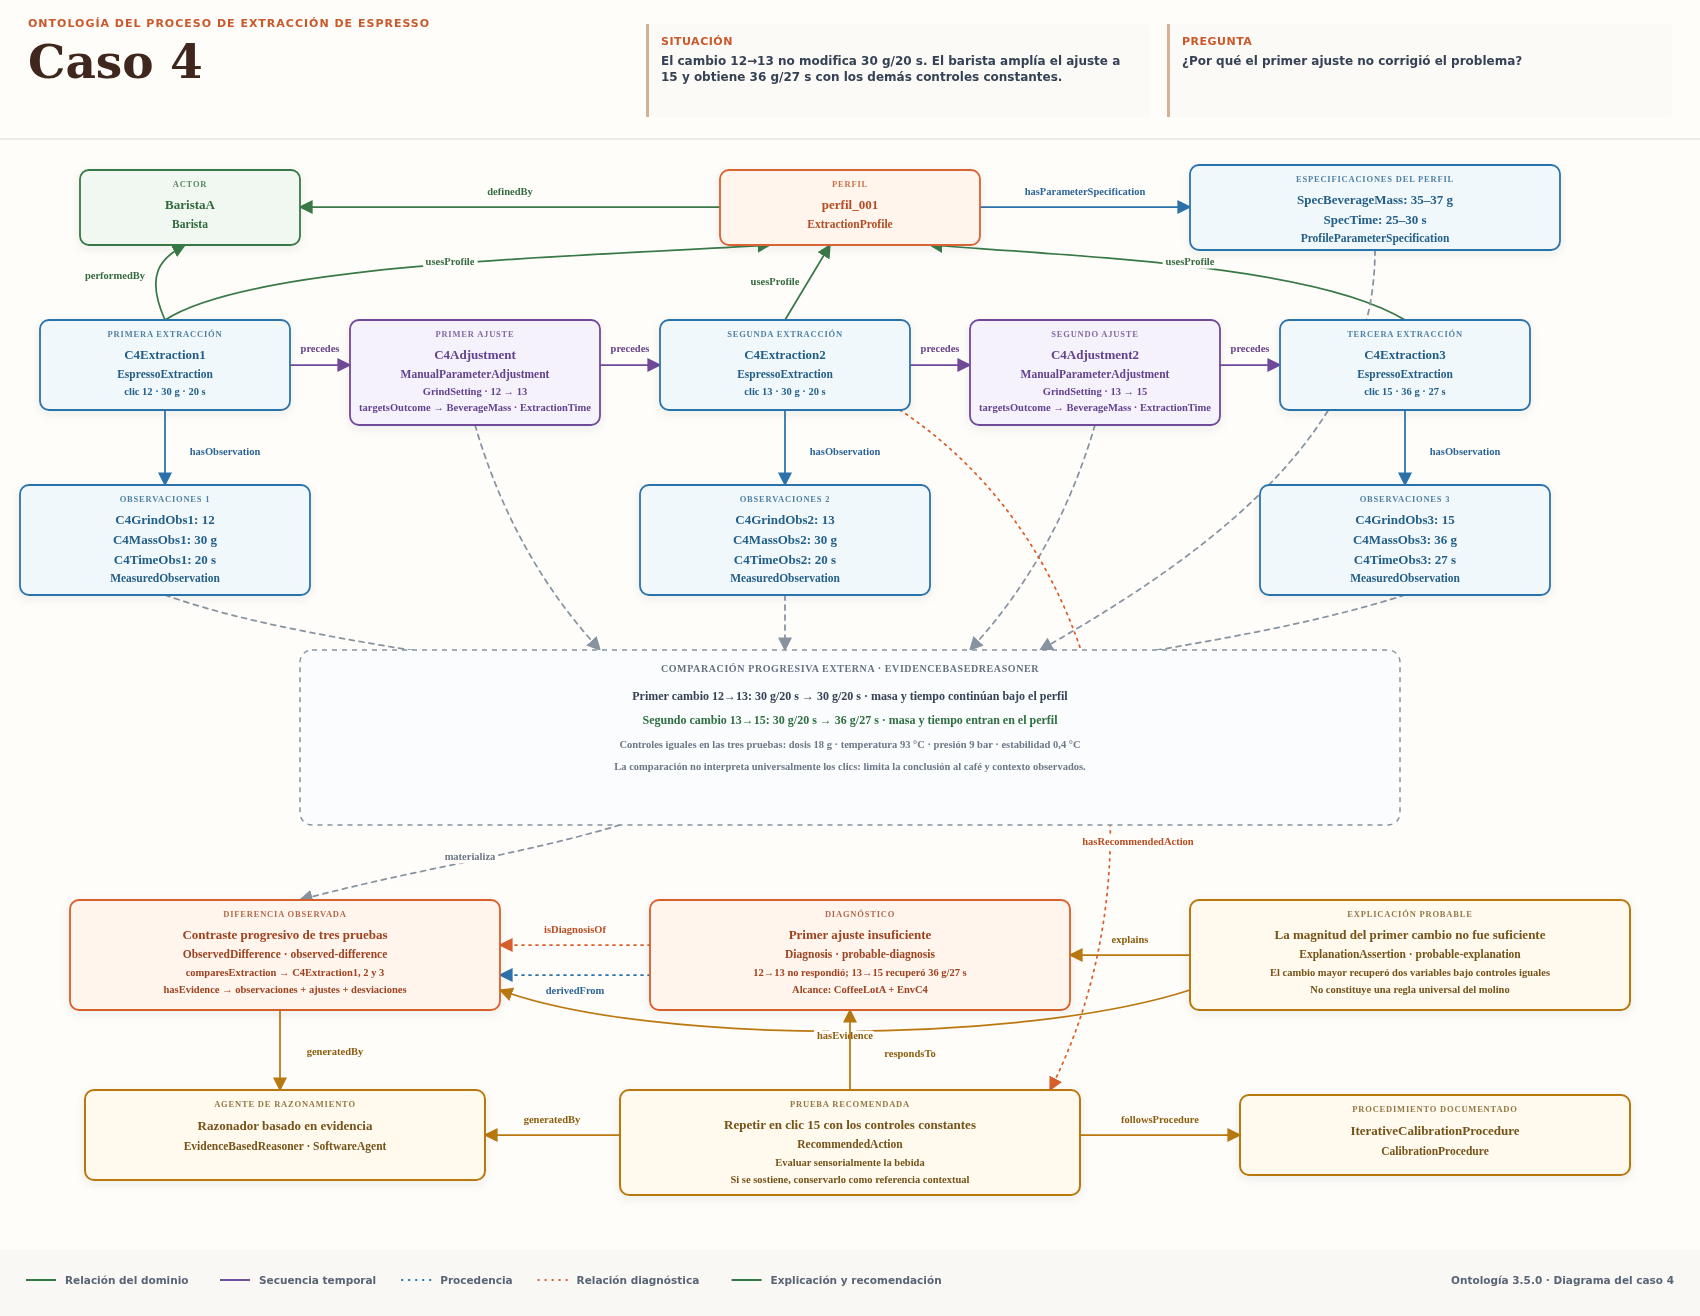 ONTOLOGÍA DEL PROCESO DE EXTRACCIÓN DE ESPRESSO
Caso 4
SITUACIÓN
El cambio 12→13 no modifica 30 g/20 s. El barista amplía el ajuste a
15 y obtiene 36 g/27 s con los demás controles constantes.
PREGUNTA
¿Por qué el primer ajuste no corrigió el problema?
ACTOR
BaristaA
Barista
definedBy
PERFIL
perfil_001
ExtractionProfile
hasParameterSpecification
ESPECIFICACIONES DEL PERFIL
SpecBeverageMass: 35–37 g
SpecTime: 25–30 s
ProfileParameterSpecification
performedBy
usesProfile
usesProfile
usesProfile
PRIMERA EXTRACCIÓN
C4Extraction1
EspressoExtraction
clic 12 · 30 g · 20 s
precedes
PRIMER AJUSTE
C4Adjustment
ManualParameterAdjustment
GrindSetting · 12 → 13
targetsOutcome → BeverageMass · ExtractionTime
precedes
SEGUNDA EXTRACCIÓN
C4Extraction2
EspressoExtraction
clic 13 · 30 g · 20 s
precedes
SEGUNDO AJUSTE
C4Adjustment2
ManualParameterAdjustment
GrindSetting · 13 → 15
targetsOutcome → BeverageMass · ExtractionTime
precedes
TERCERA EXTRACCIÓN
C4Extraction3
EspressoExtraction
clic 15 · 36 g · 27 s
hasObservation
hasObservation
hasObservation
OBSERVACIONES 1
C4GrindObs1: 12
C4MassObs1: 30 g
C4TimeObs1: 20 s
MeasuredObservation
OBSERVACIONES 2
C4GrindObs2: 13
C4MassObs2: 30 g
C4TimeObs2: 20 s
MeasuredObservation
OBSERVACIONES 3
C4GrindObs3: 15
C4MassObs3: 36 g
C4TimeObs3: 27 s
MeasuredObservation
COMPARACIÓN PROGRESIVA EXTERNA · EVIDENCEBASEDREASONER
Primer cambio 12→13: 30 g/20 s → 30 g/20 s · masa y tiempo continúan bajo el perfil
Segundo cambio 13→15: 30 g/20 s → 36 g/27 s · masa y tiempo entran en el perfil
Controles iguales en las tres pruebas: dosis 18 g · temperatura 93 °C · presión 9 bar · estabilidad 0,4 °C
La comparación no interpreta universalmente los clics: limita la conclusión al café y contexto observados.
materializa
hasRecommendedAction
DIFERENCIA OBSERVADA
Contraste progresivo de tres pruebas
ObservedDifference · observed-difference
comparesExtraction → C4Extraction1, 2 y 3
hasEvidence → observaciones + ajustes + desviaciones
isDiagnosisOf
derivedFrom
DIAGNÓSTICO
Primer ajuste insuficiente
Diagnosis · probable-diagnosis
12→13 no respondió; 13→15 recuperó 36 g/27 s
Alcance: CoffeeLotA + EnvC4
explains
EXPLICACIÓN PROBABLE
La magnitud del primer cambio no fue suficiente
ExplanationAssertion · probable-explanation
El cambio mayor recuperó dos variables bajo controles iguales
No constituye una regla universal del molino
hasEvidence
generatedBy
respondsTo
AGENTE DE RAZONAMIENTO
Razonador basado en evidencia
EvidenceBasedReasoner · SoftwareAgent
generatedBy
PRUEBA RECOMENDADA
Repetir en clic 15 con los controles constantes
RecommendedAction
Evaluar sensorialmente la bebida
Si se sostiene, conservarlo como referencia contextual
followsProcedure
PROCEDIMIENTO DOCUMENTADO
IterativeCalibrationProcedure
CalibrationProcedure
Relación del dominio
Secuencia temporal
Procedencia
Relación diagnóstica
Explicación y recomendación
Ontología 3.5.0 · Diagrama del caso 4